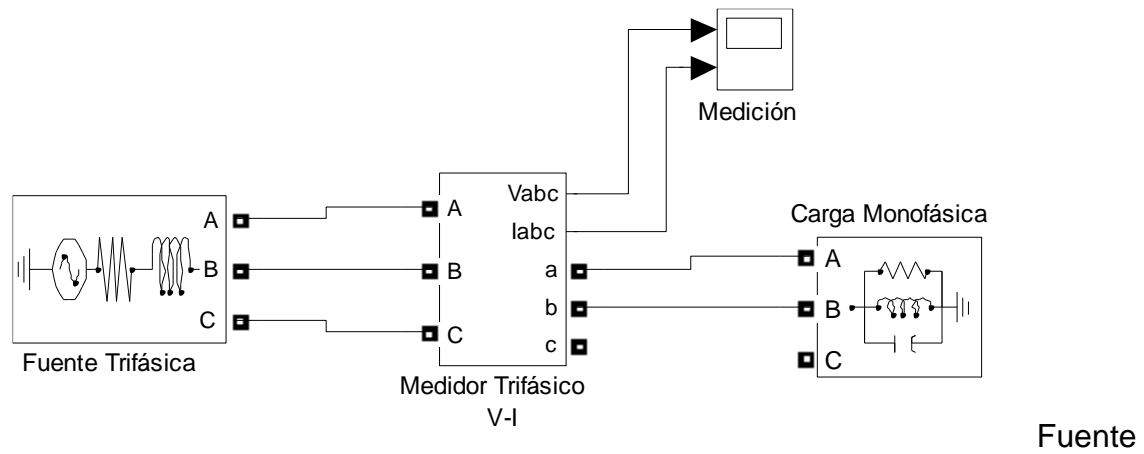 Medición
A
B
C
Fuente Trifásica
A
B
C
Vabc
Iabc
a
b
c
Medidor Trifásico
V-I
Carga Monofásica
A
B
C
Fuente